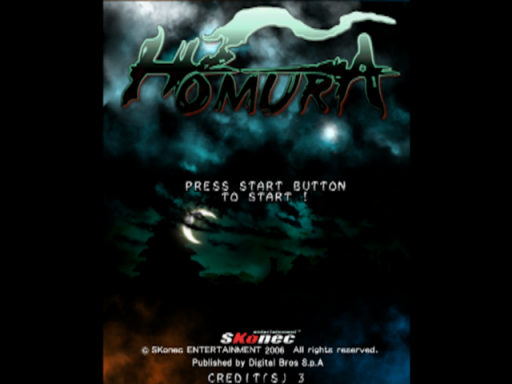 HOMURA
PRESS START BUTTON
TO START !
entertainment
SKonec
© SKonec ENTERTAINMENT 2006 All rights reserved.
Published by Digital Bros S.p.A
CREDIT(S) 3